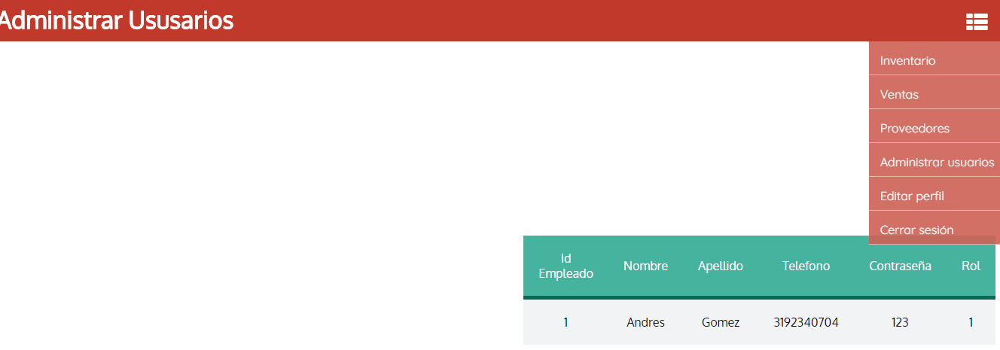 Administrar Ususarios
Inventario
Ventas
Proveedores
Administrar usuarios
Editar perfil
Cerrar sesión
Id
Empleado Nombre Apellido Telefono Contraseña Rol
1 Andres Gomez 3192340704 123 1